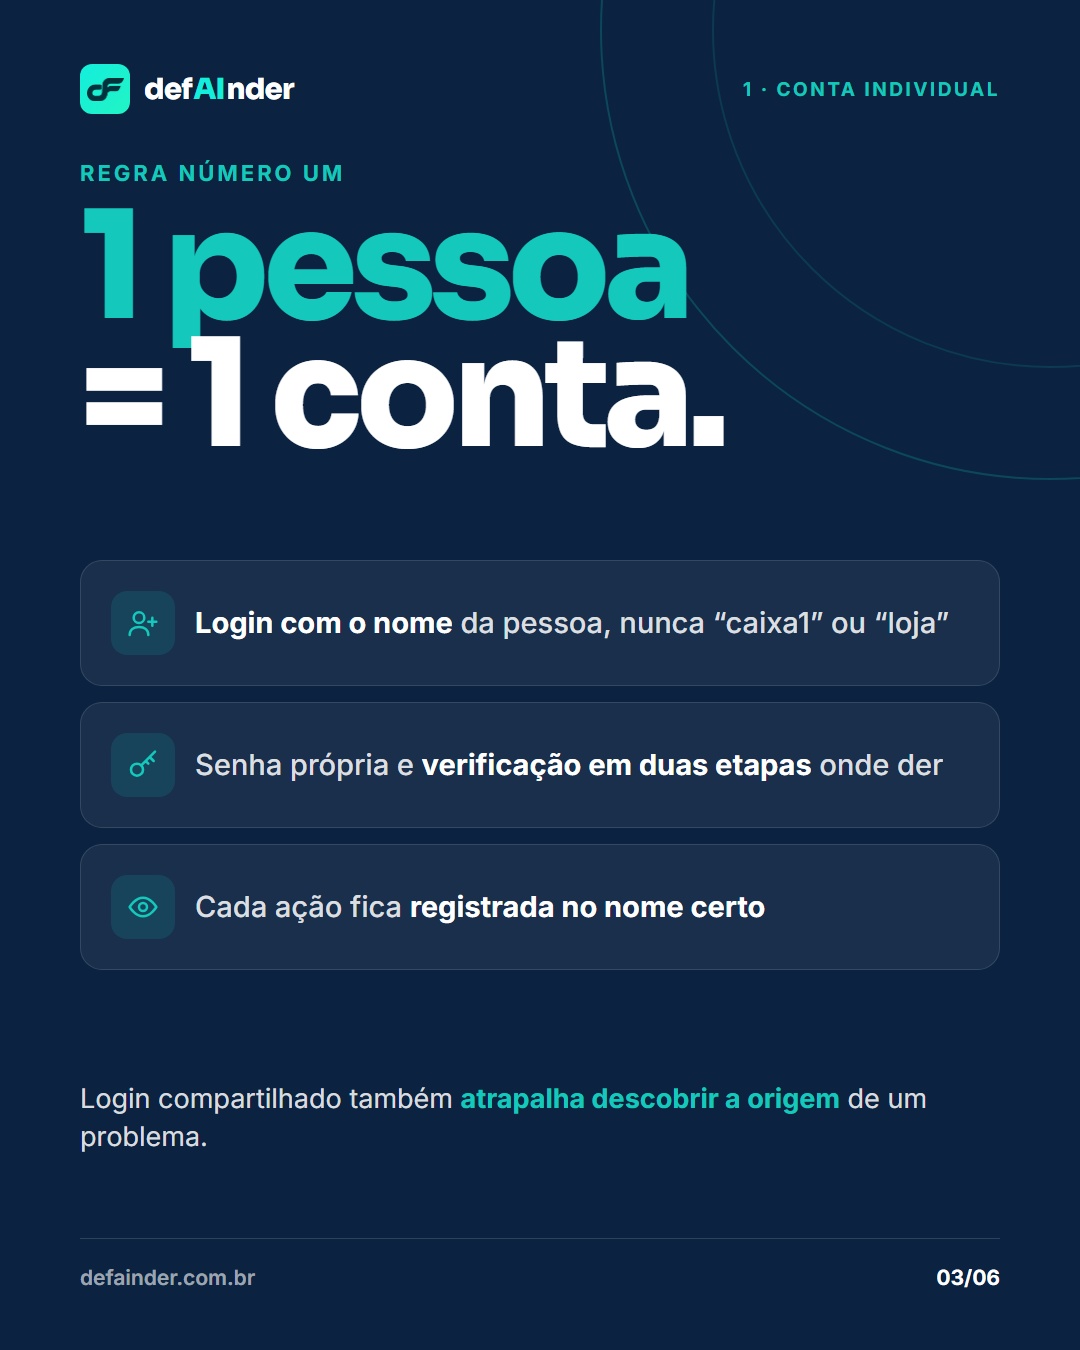 defAInder
1 · CONTA INDIVIDUAL
REGRA NÚMERO UM
1 pessoa
= 1 conta.
Login com o nome da pessoa, nunca “caixa1” ou “loja”
Senha própria e verificação em duas etapas onde der
Cada ação fica registrada no nome certo
Login compartilhado também atrapalha descobrir a origem de um
problema.
defainder.com.br
03/06